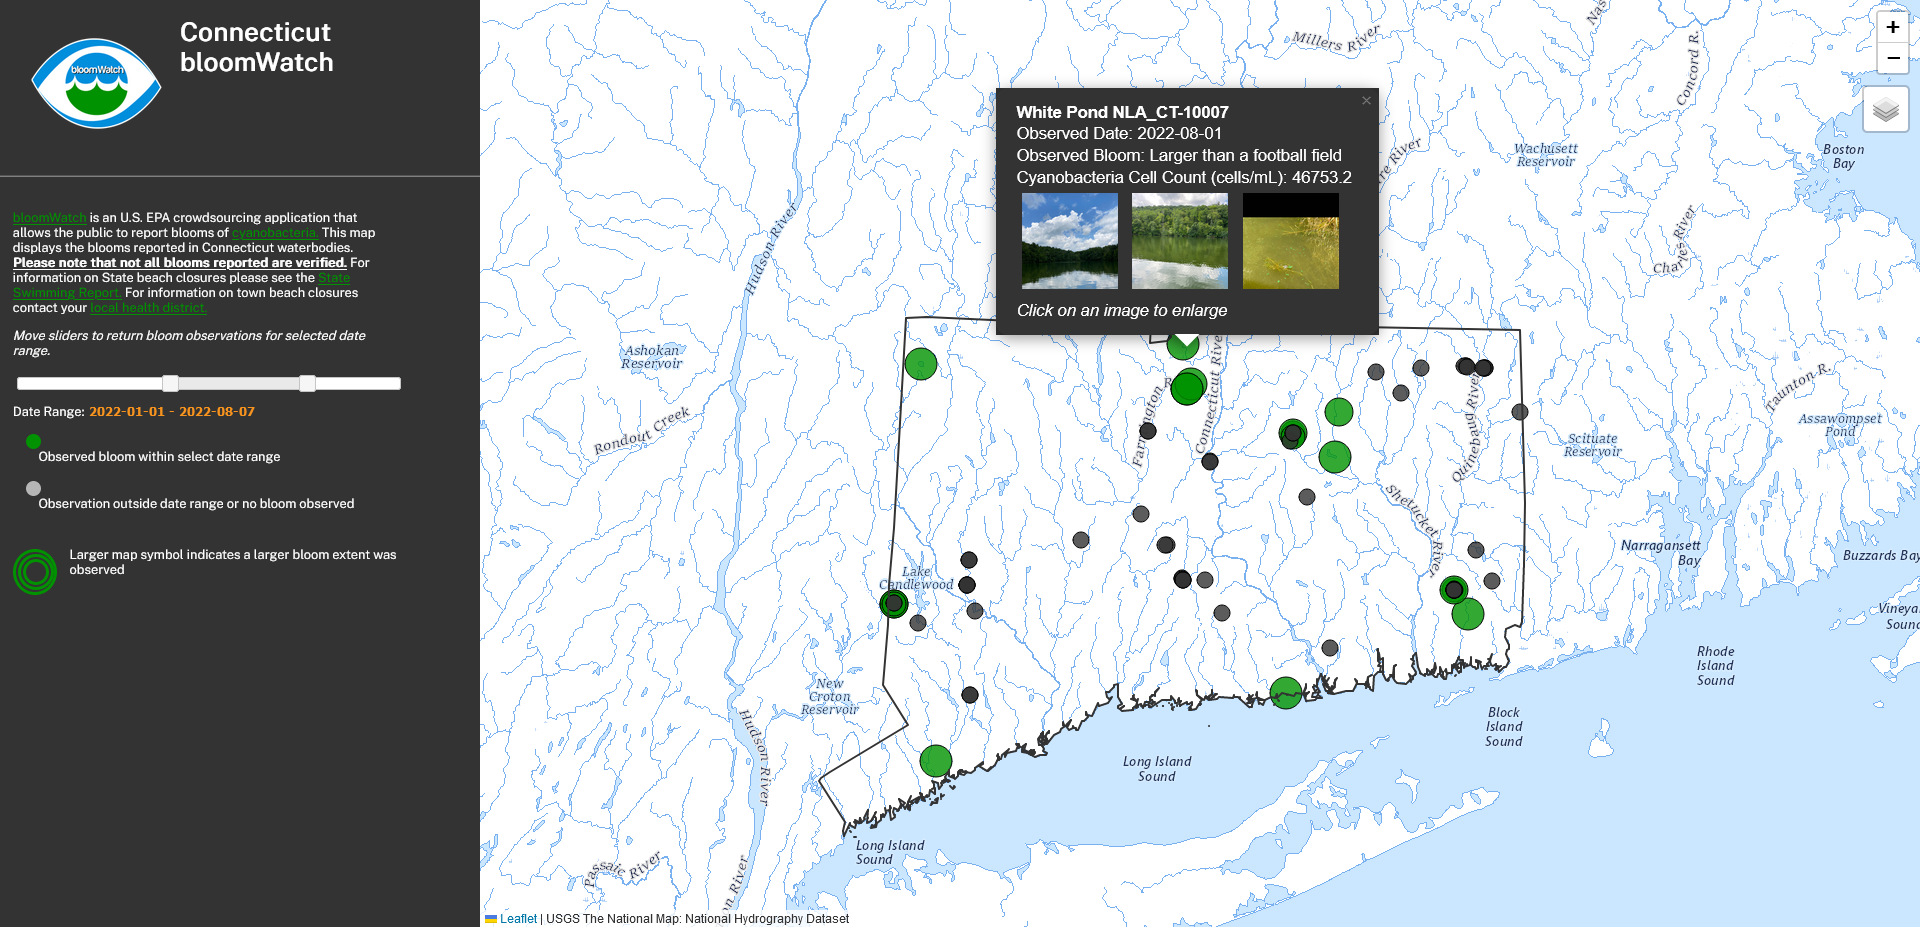 Connecticut
bloomWatch
bloomWatch
bloomWatch is an U.S. EPA crowdsourcing application that
allows the public to report blooms of cyanobacteria. This map
displays the blooms reported in Connecticut waterbodies.
Please note that not all blooms reported are verified. For
information on State beach closures please see the State
Swimming Report. For information on town beach closures
contact your local health district.
Move sliders to return bloom observations for selected date
range.
Date Range: 2022-01-01 - 2022-08-07
Observed bloom within select date range
Observation outside date range or no bloom observed
Larger map symbol indicates a larger bloom extent was
observed
White Pond NLA_CT-10007
×
Observed Date: 2022-08-01
Observed Bloom: Larger than a football field
Cyanobacteria Cell Count (cells/mL): 46753.2
Click on an image to enlarge
+
−
Millers River
Nas
Concord R.
Boston
Bay
Wachusett
Reservoir
are River
Charles River
Hudson River
Ashokan
Reservoir
Rondout Creek
Farmington R
Connecticut River
Quinebaug River
Shetucket River
Taunton R.
Assawompset
Pond
Scituate
Reservoir
Narragansett
Bay
Buzzards Bay
Vineya
Sound
Lake
Candlewood
New
Croton
Reservoir
Hudson River
Rhode
Island
Sound
Block
Island
Sound
Long Island
Sound
Long Island
Sound
Passaic River
on River
Leaflet | USGS The National Map: National Hydrography Dataset